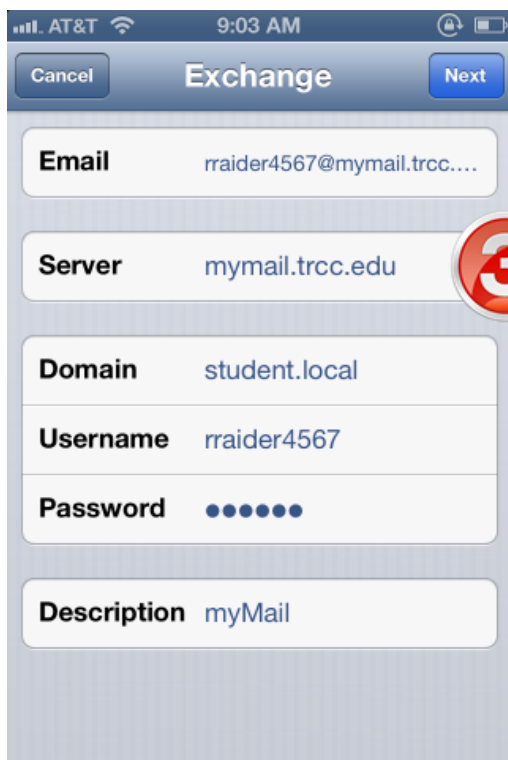 AT&T 9:03 AM
Cancel Exchange Next
Email rraider4567@mymail.trcc....
Server mymail.trcc.edu
3
Domain student.local
Username rraider4567
Password ●●●●●●
Description myMail